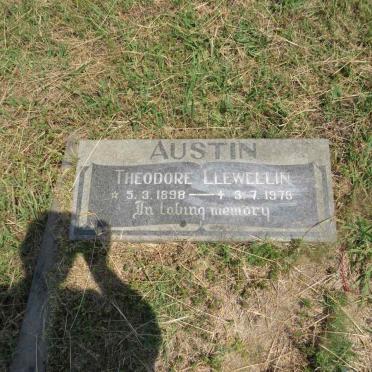 AUSTIN
THEODORE LLEWELLIN
* 5.3.1898 — † 3.7.1976
In loving memory